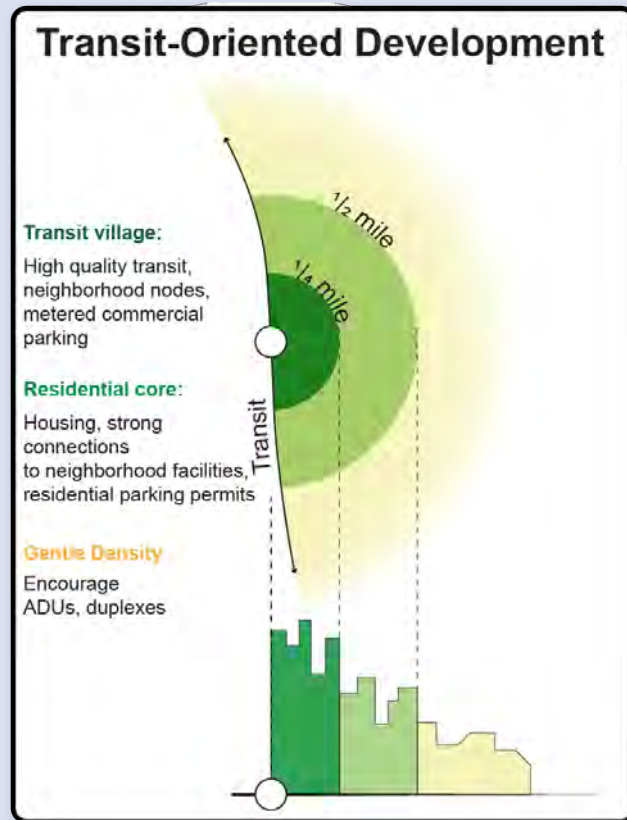 Transit-Oriented Development
Transit village:
High quality transit,
neighborhood nodes,
metered commercial
parking
Residential core:
Housing, strong
connections
to neighborhood facilities,
residential parking permits
Gentle Density
Encourage
ADUs, duplexes
1/2 mile
1/4 mile
Transit